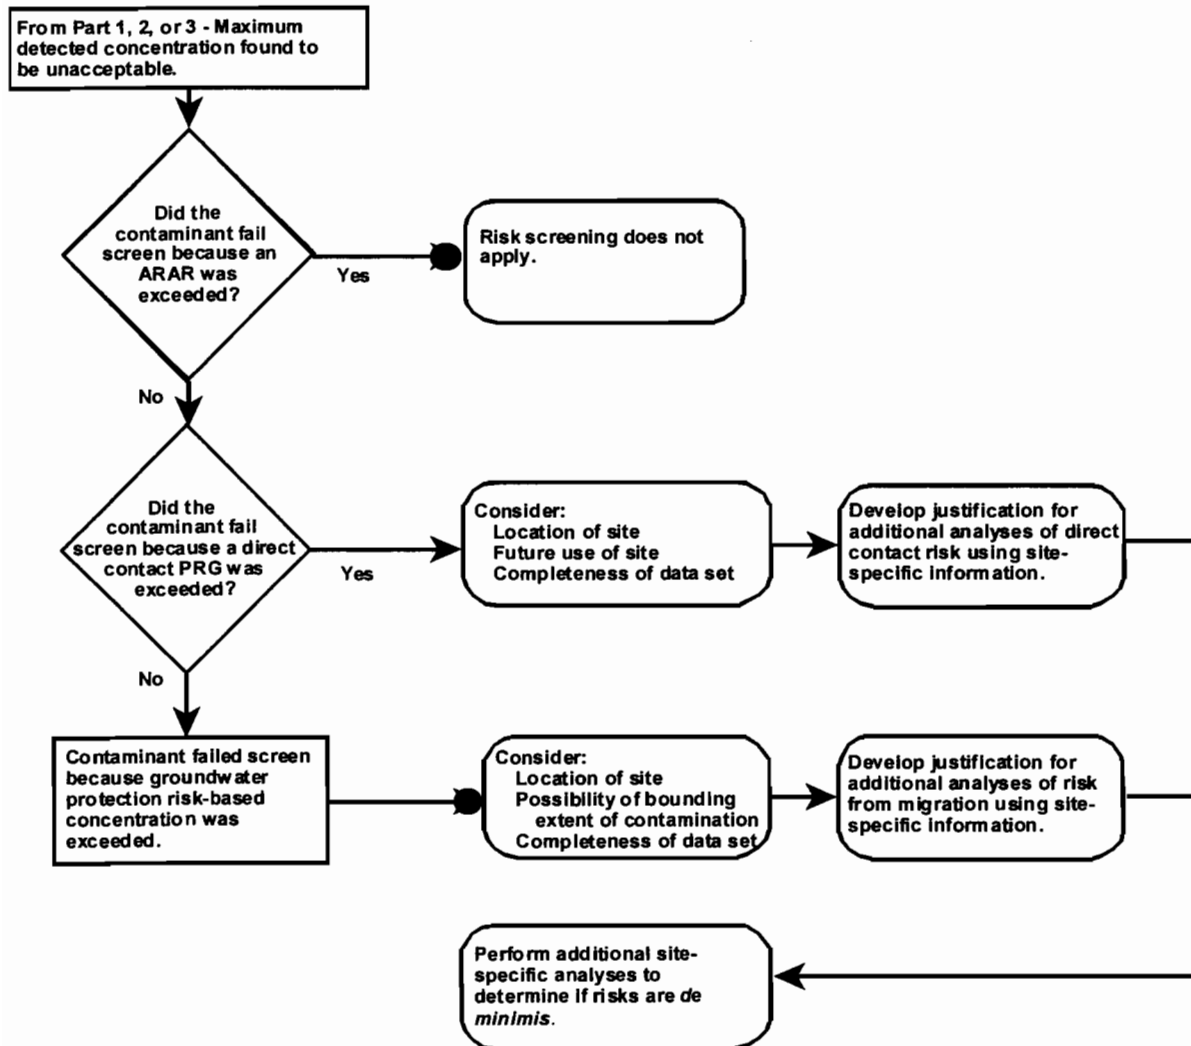 From Part 1, 2, or 3 - Maximum
detected concentration found to
be unacceptable.
Did the
contaminant fail
screen because an
ARAR was
exceeded?
Yes
Risk screening does not
apply.
No
Did the
contaminant fail
screen because a direct
contact PRG was
exceeded?
Yes
Consider:
Location of site
Future use of site
Completeness of data set
Develop justification for
additional analyses of direct
contact risk using site-
specific information.
No
Contaminant failed screen
because groundwater
protection risk-based
concentration was
exceeded.
Consider:
Location of site
Possibility of bounding
extent of contamination
Completeness of data set
Develop justification for
additional analyses of risk
from migration using site-
specific information.
Perform additional site-
specific analyses to
determine if risks are de
minimis.